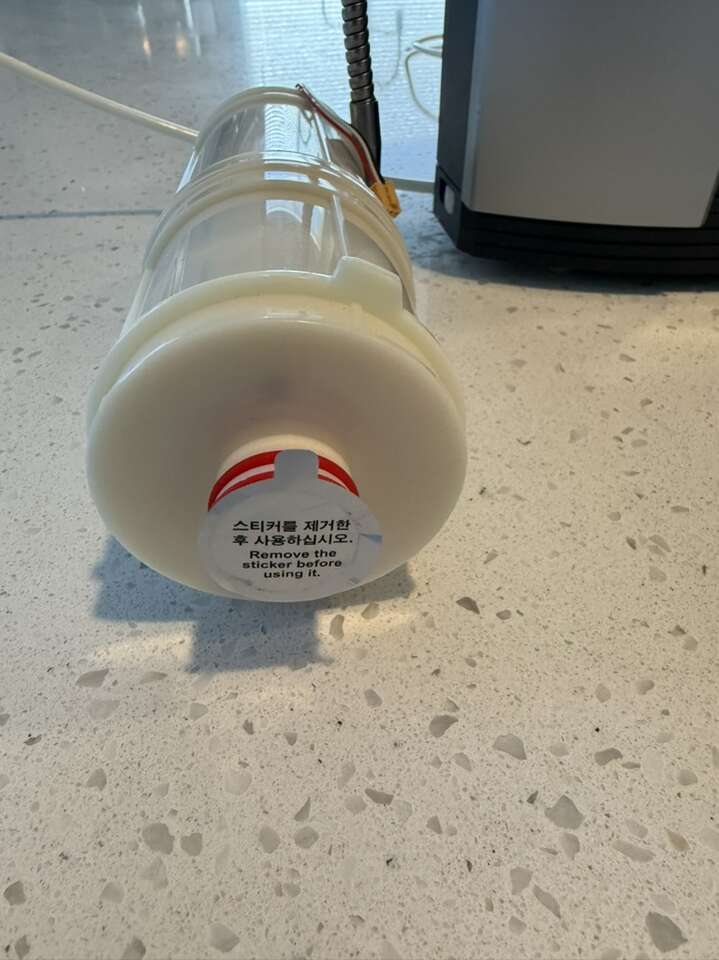 스티커를 제거한
후 사용하십시오.
Remove the
sticker before
using it.